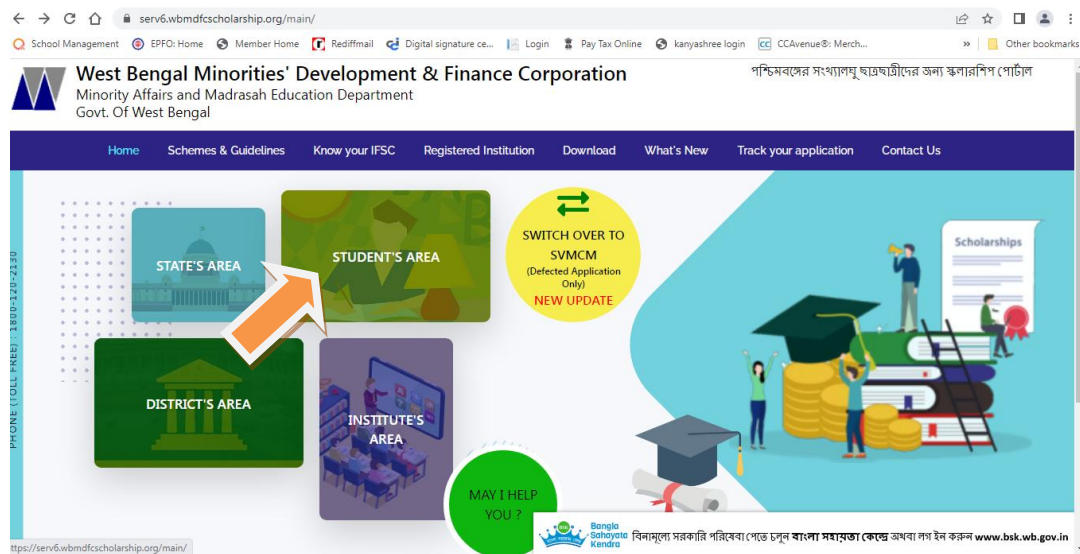 serv6.wbmdfcscholarship.org/main/
School Management EPFO: Home Member Home Rediffmail Digital signature ce... Login Pay Tax Online kanyashree login CCAvenue®: Merch... » Other bookmarks
West Bengal Minorities' Development & Finance Corporation
Minority Affairs and Madrasah Education Department
Govt. Of West Bengal
পশ্চিমবঙ্গের সংখ্যালঘু ছাত্রছাত্রীদের জন্য স্কলারশিপ পোর্টাল
Home Schemes & Guidelines Know your IFSC Registered Institution Download What's New Track your application Contact Us
PHONE (TOLL FREE) : 1800-120-2130
STATE'S AREA
STUDENT'S AREA
SWITCH OVER TO
SVMCM
(Defected Application
Only)
NEW UPDATE
Scholarships
DISTRICT'S AREA
INSTITUTE'S
AREA
MAY I HELP
YOU ?
Bangla
Sahayata
Kendra
বিনামূল্যে সরকারি পরিষেবা পেতে চলুন বাংলা সহায়তা কেন্দ্রে অথবা লগ ইন করুন www.bsk.wb.gov.in
ttps://serv6.wbmdfcscholarship.org/main/